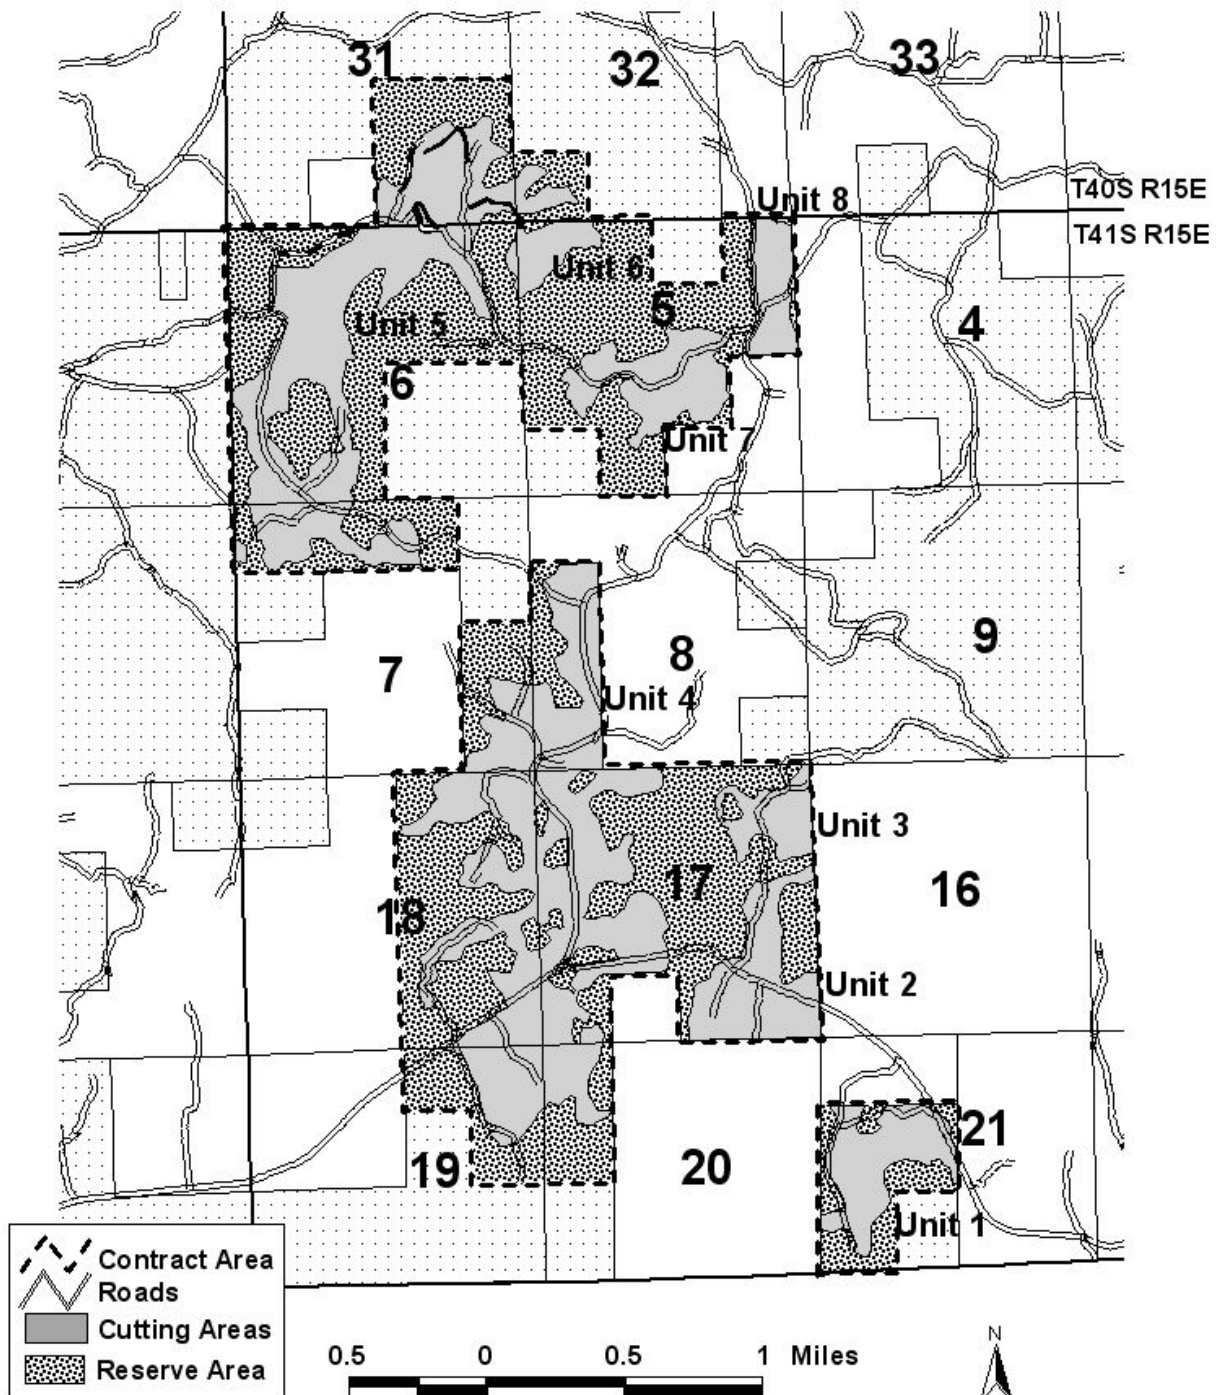 31
32
33
T40S R15E
Unit 8
T41S R15E
Unit 6
5
Unit 5
4
6
Unit 7
9
8
7
Unit 4
Unit 3
17
16
18
Unit 2
21
20
19
Unit 1
Contract Area
Roads
Cutting Areas
Reserve Area
0.5 0 0.5 1 Miles
N